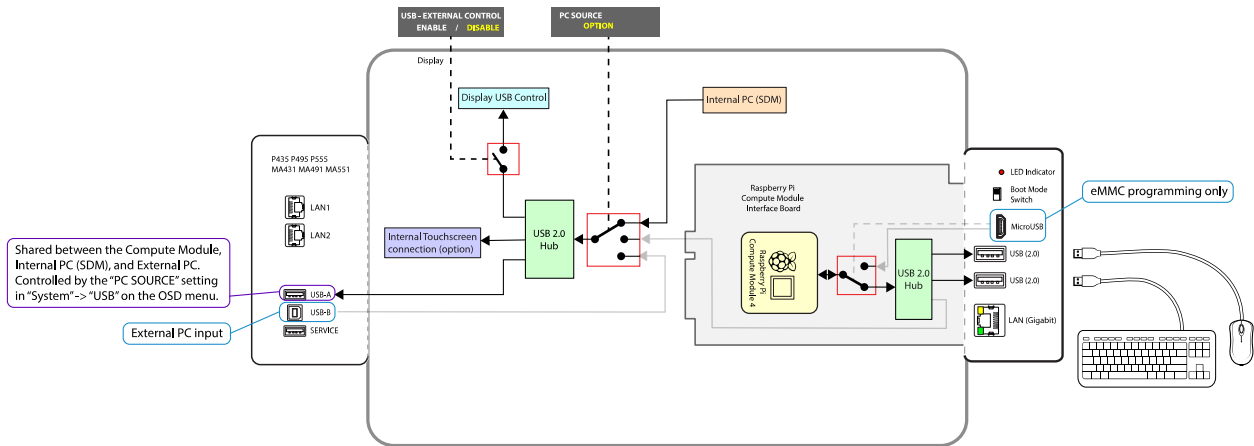 USB – EXTERNAL CONTROL
ENABLE / DISABLE
PC SOURCE
OPTION
Display
Display USB Control
Internal PC (SDM)
P435 P495 P555
MA431 MA491 MA551
LAN1
LAN2
USB-A
USB-B
SERVICE
Shared between the Compute Module,
Internal PC (SDM), and External PC.
Controlled by the "PC SOURCE" setting
in "System"-> "USB" on the OSD menu.
External PC input
Internal Touchscreen
connection (option)
USB 2.0
Hub
Raspberry Pi
Compute Module
Interface Board
Raspberry Pi
Compute Module 4
USB 2.0
Hub
LED Indicator
Boot Mode
Switch
MicroUSB
USB (2.0)
USB (2.0)
LAN (Gigabit)
eMMC programming only